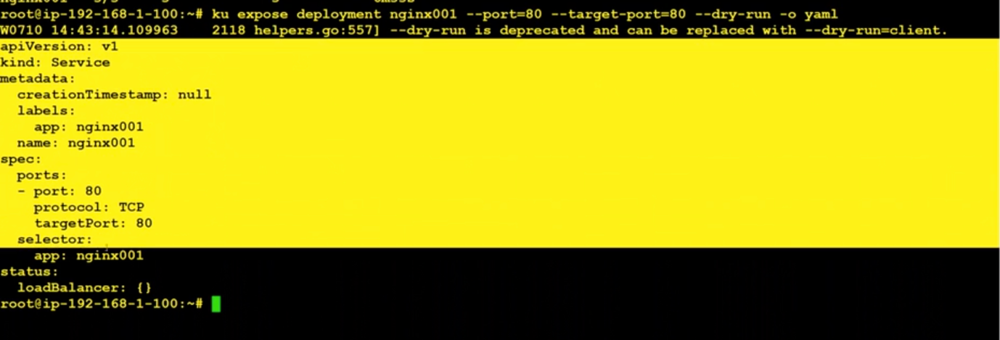 root@ip-192-168-1-100:~# ku expose deployment nginx001 --port=80 --target-port=80 --dry-run -o yaml
W0710 14:43:14.109963    2118 helpers.go:557] --dry-run is deprecated and can be replaced with --dry-run=client.
apiVersion: v1
kind: Service
metadata:
  creationTimestamp: null
  labels:
    app: nginx001
  name: nginx001
spec:
  ports:
  - port: 80
    protocol: TCP
    targetPort: 80
  selector:
    app: nginx001
status:
  loadBalancer: {}
root@ip-192-168-1-100:~#